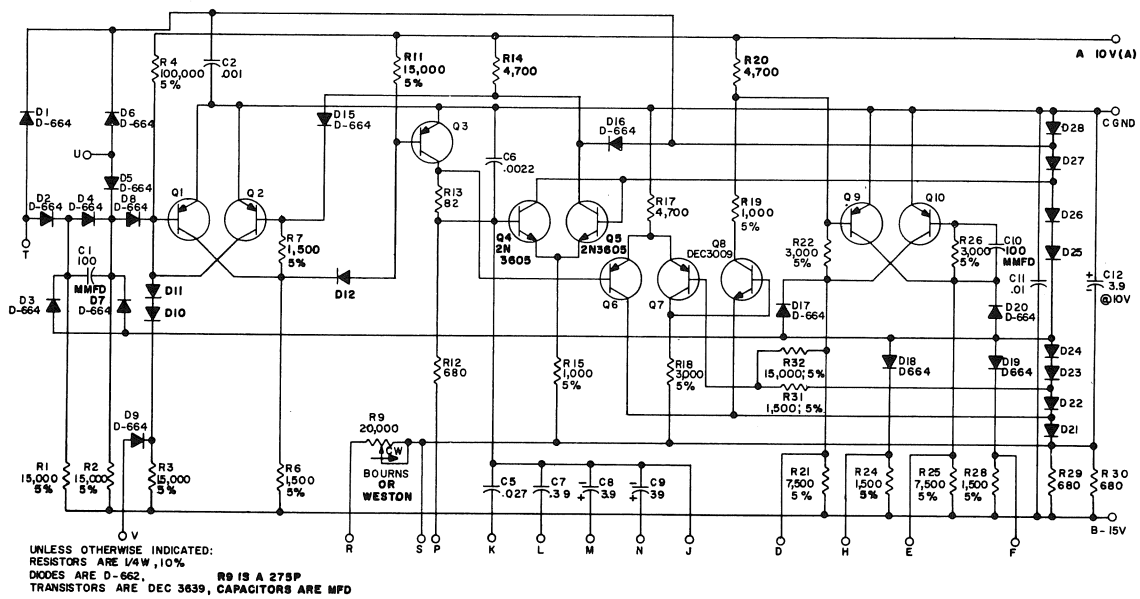 A 10V(A)
R4
100,000
5%
C2
.001
R11
15,000
5%
R14
4,700
R20
4,700
D1
D-664
D6
D-664
D15
D-664
Q3
D16
D-664
C GND
D28
D27
U
D5
D-664
C6
.0022
R13
82
D2
D-664
D4
D-664
D8
D-664
Q1
Q2
Q4
2N
3605
Q5
2N3605
R17
4,700
R19
1,000
5%
Q9
Q10
D26
D25
T
R7
1,500
5%
Q8
DEC3009
R22
3,000
5%
R26
3,000
5%
C10
100
MMFD
C1
100
MMFD
C11
.01
C12
3.9
@10V
+
-
D3
D-664
D7
D-664
D11
D10
D12
Q6
Q7
D17
D-664
D20
D-664
R12
680
R15
1,000
5%
R18
3,000
5%
R32
15,000; 5%
R31
1,500; 5%
D18
D664
D19
D664
D24
D23
D22
D21
D9
D-664
R9
20,000
CW
BOURNS
OR
WESTON
R1
15,000
5%
R2
15,000
5%
R3
15,000
5%
R6
1,500
5%
C5
.027
C7
.39
C8
3.9
-
+
C9
39
-
+
R21
7,500
5%
R24
1,500
5%
R25
7,500
5%
R28
1,500
5%
R29
680
R30
680
B-15V
V
R
S
P
K
L
M
N
J
D
H
E
F
UNLESS OTHERWISE INDICATED:
RESISTORS ARE 1/4W, 10%
DIODES ARE D-662, R9 IS A 275P
TRANSISTORS ARE DEC 3639, CAPACITORS ARE MFD